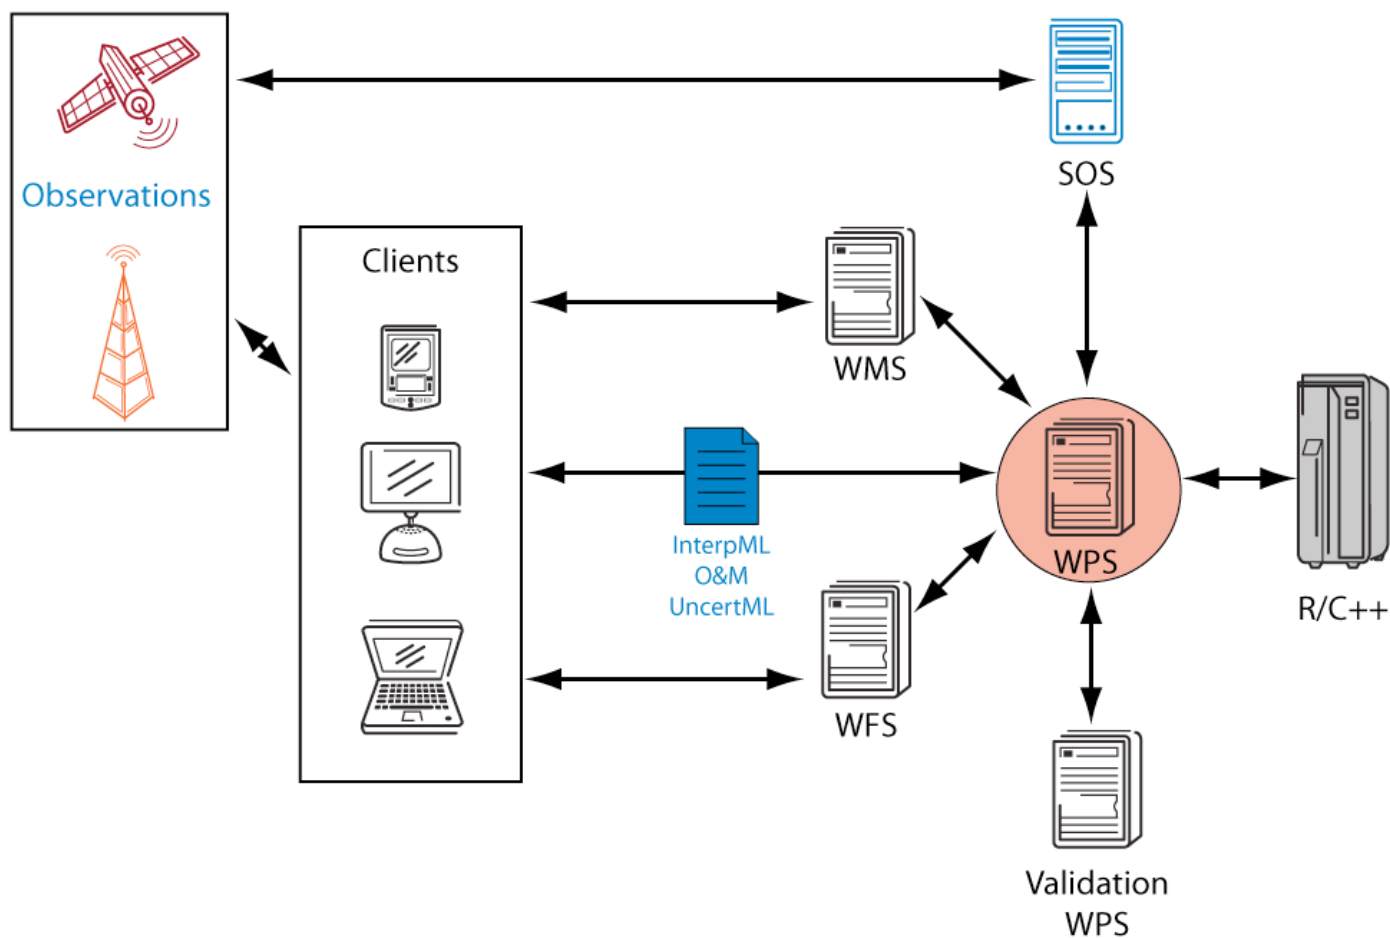 Observations
SOS
Clients
WMS
InterpML
O&M
UncertML
WPS
R/C++
WFS
Validation
WPS